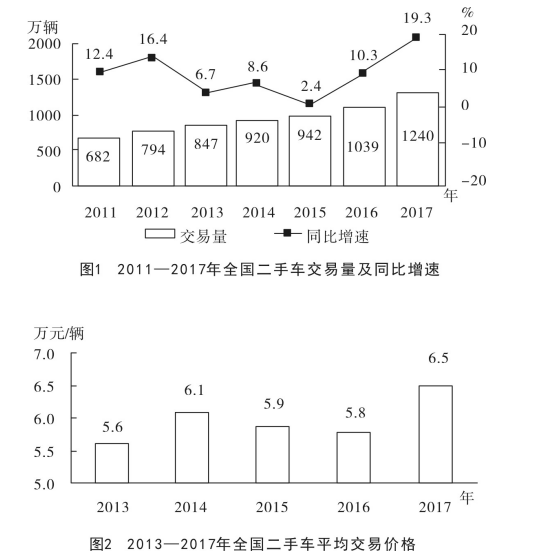 万辆 %
2000 1500 1000 500 0
12.4 16.4 6.7 8.6 2.4 10.3 19.3
682 794 847 920 942 1039 1240
20 10 0 -10 -20
2011 2012 2013 2014 2015 2016 2017 年
交易量 同比增速
图1 2011—2017年全国二手车交易量及同比增速
万元/辆
7.0 6.5 6.0 5.5 5.0
5.6 6.1 5.9 5.8 6.5
2013 2014 2015 2016 2017 年
图2 2013—2017年全国二手车平均交易价格